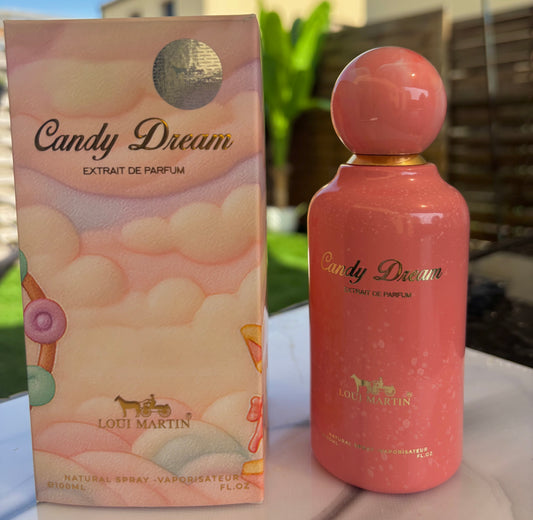 Candy Dream
EXTRAIT DE PARFUM
LOUI MARTIN®
NATURAL SPRAY -VAPORISATEUR
℮100ML FL.OZ
Candy Dream
EXTRAIT DE PARFUM
LOUI MARTIN
NATURAL SPRAY -VAPORISATEUR
FL.OZ